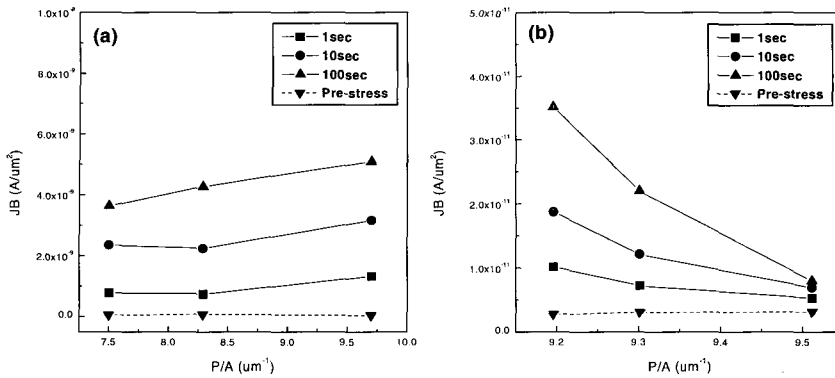 (a)
1sec
10sec
100sec
Pre-stress
8.0x10⁻⁹
6.0x10⁻⁹
4.0x10⁻⁹
2.0x10⁻⁹
0.0
JB (A/um²)
7.5 8.0 8.5 9.0 9.5 10.0
P/A (um⁻¹)
(b)
1sec
10sec
100sec
Pre-stress
5.0x10⁻¹¹
4.0x10⁻¹¹
3.0x10⁻¹¹
2.0x10⁻¹¹
1.0x10⁻¹¹
0.0
JB (A/um²)
9.2 9.3 9.4 9.5
P/A (um⁻¹)